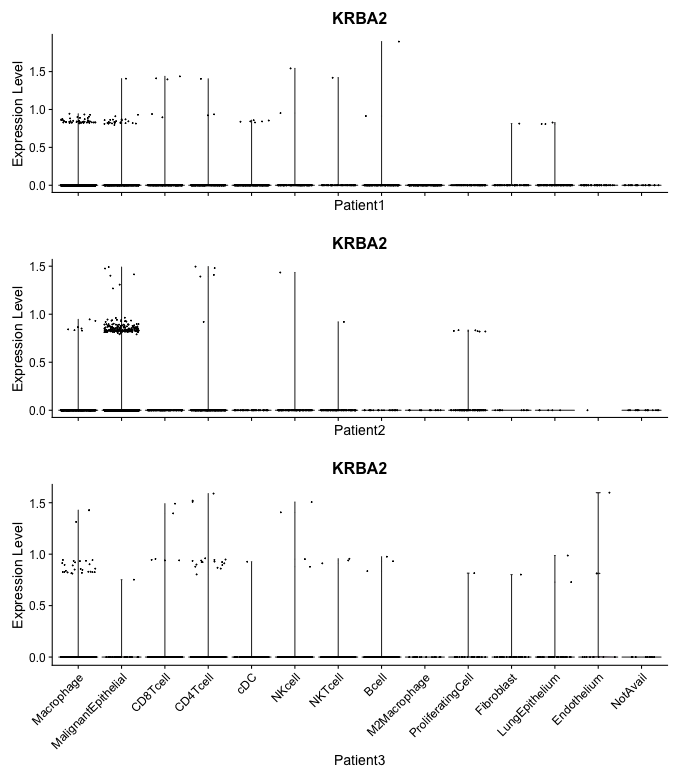 KRBA2
Expression Level
1.5
1.0
0.5
0.0
Patient1
KRBA2
Expression Level
1.5
1.0
0.5
0.0
Patient2
KRBA2
Expression Level
1.5
1.0
0.5
0.0
Macrophage
MalignantEpithelial
CD8Tcell
CD4Tcell
cDC
NKcell
NKTcell
Bcell
M2Macrophage
ProliferatingCell
Fibroblast
LungEpithelium
Endothelium
NotAvail
Patient3